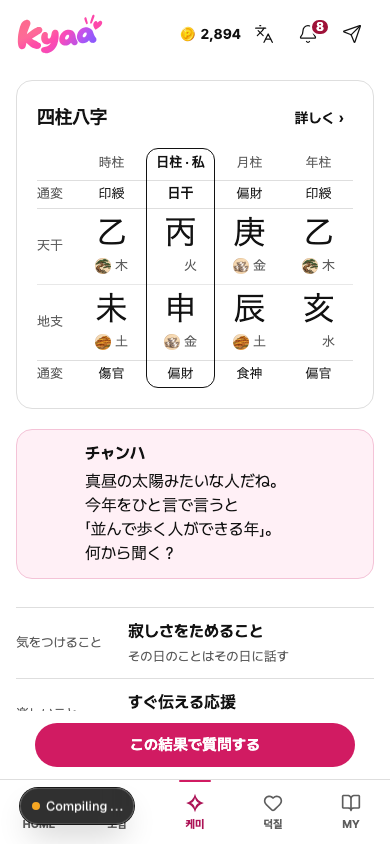 Kyaa
2,894
8
四柱八字
詳しく ›
時柱 日柱·私 月柱 年柱
通変 印綬 日干 偏財 印綬
天干 乙 丙 庚 乙
木 火 金 木
地支 未 申 辰 亥
土 金 土 水
通変 傷官 偏財 食神 偏官
チャンハ
真昼の太陽みたいな人だね。
今年をひと言で言うと
「並んで歩く人ができる年」。
何から聞く？
寂しさをためること
気をつけること
その日のことはその日に話す
すぐ伝える応援
この結果で質問する
Compiling ...
HOME 케미 덕질 MY